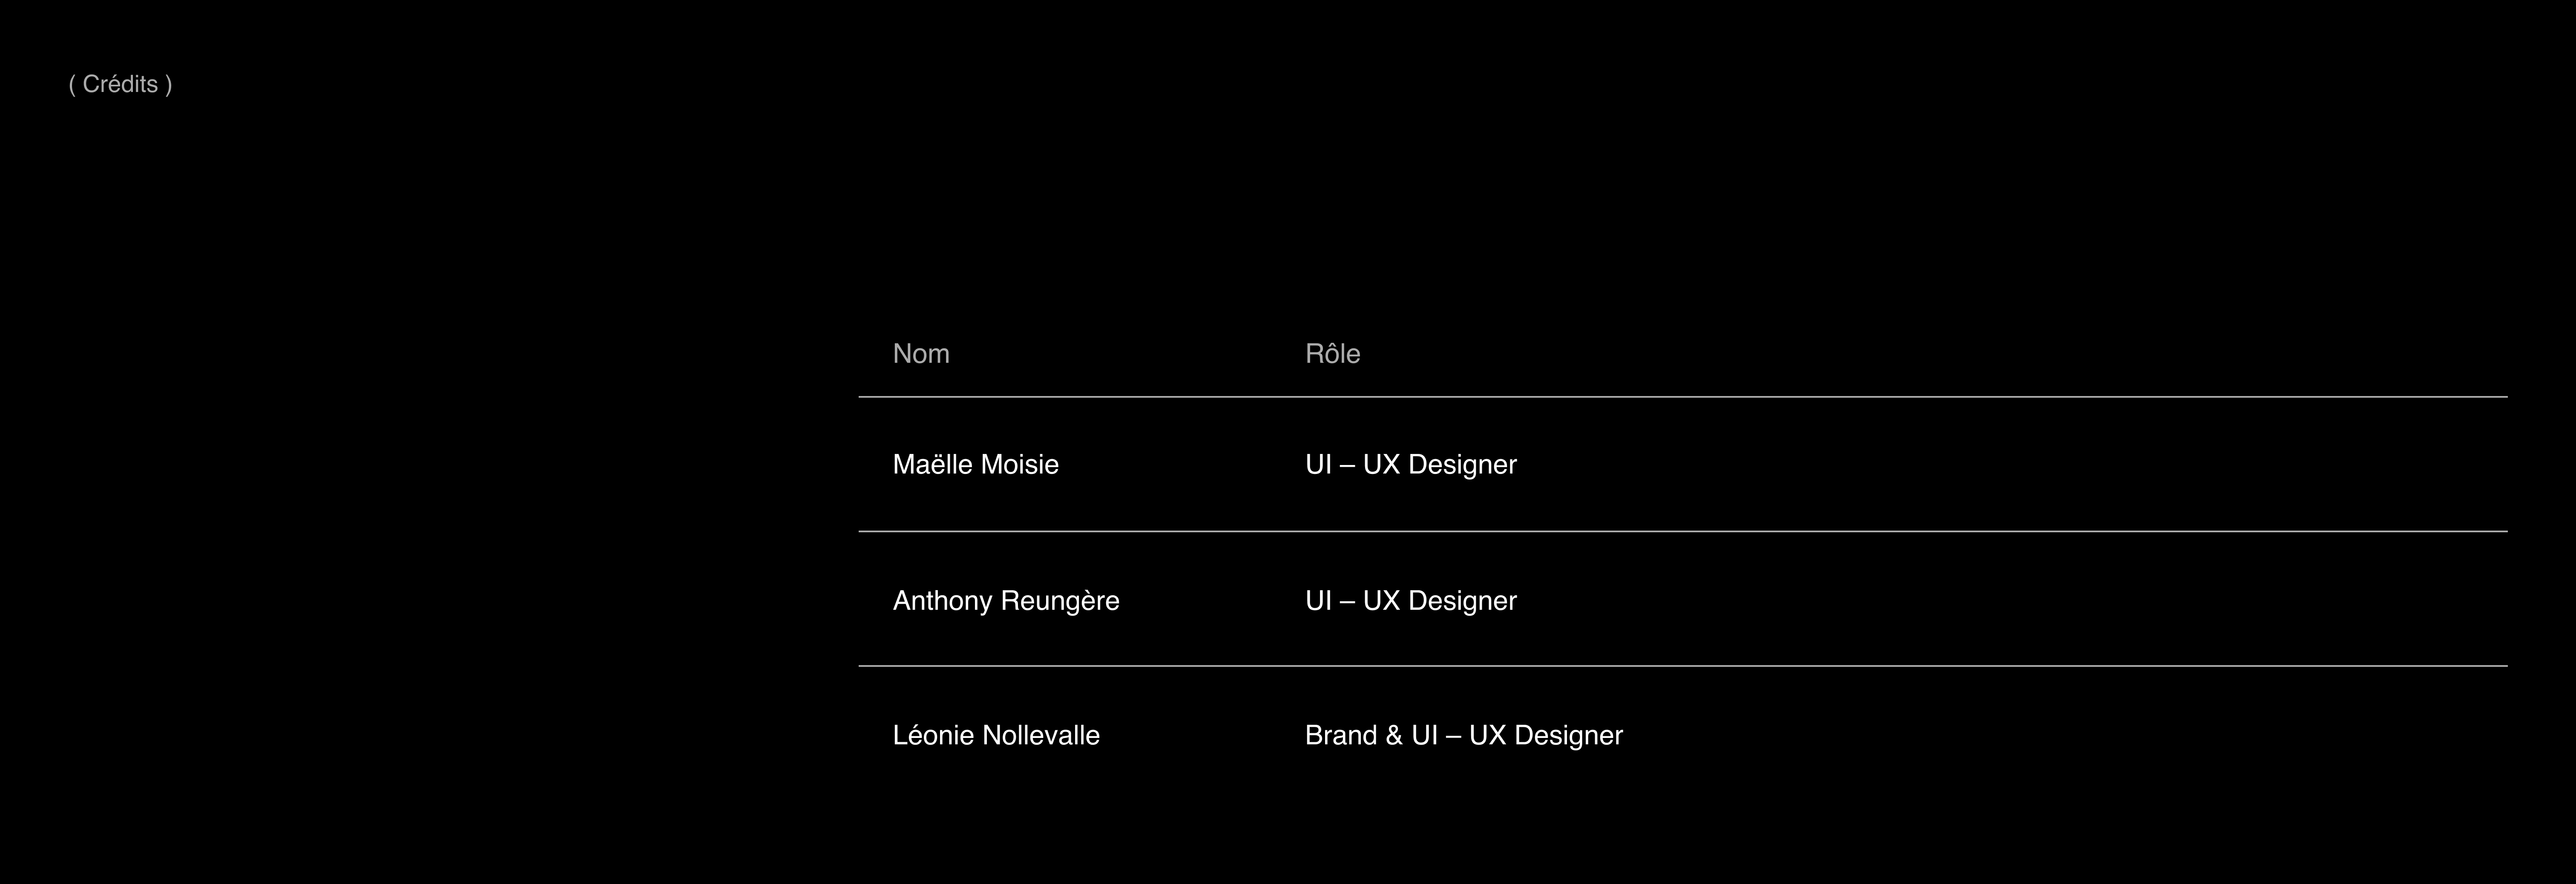 ( Crédits )
Nom Rôle
Maëlle Moisie UI – UX Designer
Anthony Reungère UI – UX Designer
Léonie Nollevalle Brand & UI – UX Designer